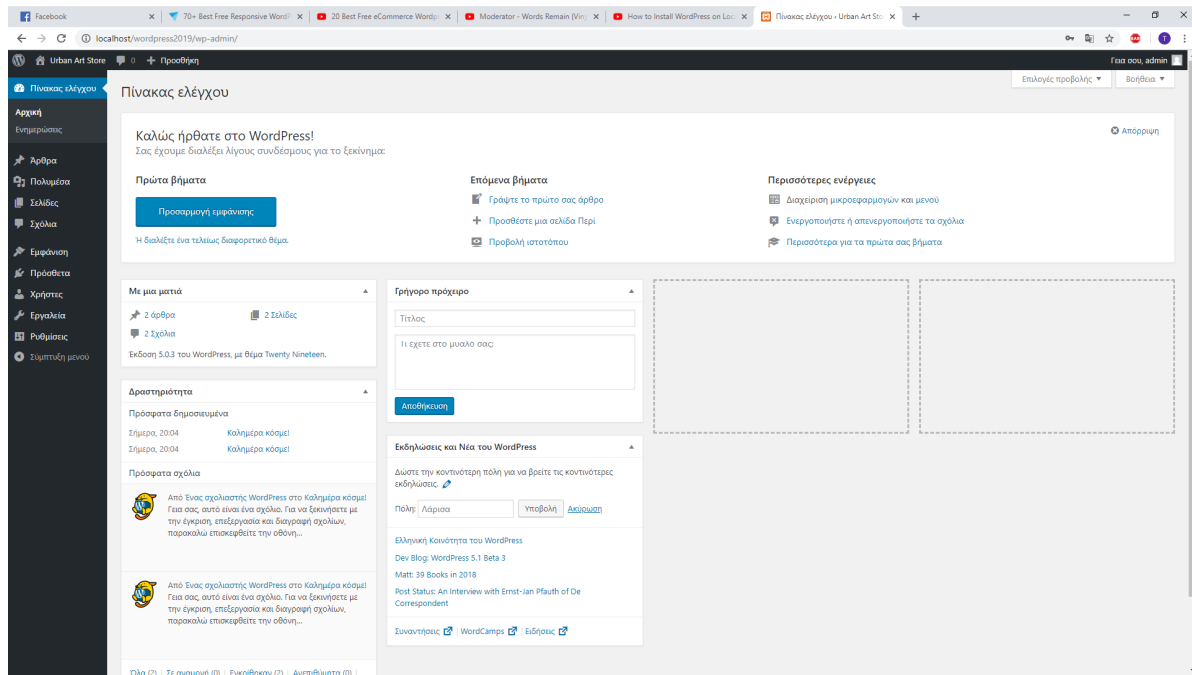 Facebook
70+ Best Free Responsive WordP
20 Best Free eCommerce Wordpr
Moderator - Words Remain (Vinj
How to Install WordPress on Loc
Πίνακας ελέγχου ‹ Urban Art Sto
localhost/wordpress2019/wp-admin/
Urban Art Store 0 + Προσθήκη
Γεια σου, admin
Επιλογές προβολής
Βοήθεια
Πίνακας ελέγχου
Αρχική
Ενημερώσεις
Άρθρα
Πολυμέσα
Σελίδες
Σχόλια
Εμφάνιση
Πρόσθετα
Χρήστες
Εργαλεία
Ρυθμίσεις
Σύμπτυξη μενού
Πίνακας ελέγχου
Καλώς ήρθατε στο WordPress!
Απόρριψη
Σας έχουμε διαλέξει λίγους συνδέσμους για το ξεκίνημα:
Πρώτα βήματα
Προσαρμογή εμφάνισης
Ή διαλέξτε ένα τελείως διαφορετικό θέμα.
Επόμενα βήματα
Γράψτε το πρώτο σας άρθρο
Προσθέστε μια σελίδα Περί
Προβολή ιστοτόπου
Περισσότερες ενέργειες
Διαχείριση μικροεφαρμογών και μενού
Ενεργοποιήστε ή απενεργοποιήστε τα σχόλια
Περισσότερα για τα πρώτα σας βήματα
Με μια ματιά
2 άρθρα
2 Σελίδες
2 Σχόλια
Έκδοση 5.0.3 του WordPress, με θέμα Twenty Nineteen.
Δραστηριότητα
Πρόσφατα δημοσιευμένα
Σήμερα, 20:04 Καλημέρα κόσμε!
Σήμερα, 20:04 Καλημέρα κόσμε!
Πρόσφατα σχόλια
Από Ένας σχολιαστής WordPress στο Καλημέρα κόσμε!
Γεια σας, αυτό είναι ένα σχόλιο. Για να ξεκινήσετε με
την έγκριση, επεξεργασία και διαγραφή σχολίων,
παρακαλώ επισκεφθείτε την οθόνη...
Από Ένας σχολιαστής WordPress στο Καλημέρα κόσμε!
Γεια σας, αυτό είναι ένα σχόλιο. Για να ξεκινήσετε με
την έγκριση, επεξεργασία και διαγραφή σχολίων,
παρακαλώ επισκεφθείτε την οθόνη...
Όλα (2) | Σε αναμονή (0) | Εγκρίθηκαν (2) | Ανεπιθύμητα (0) |
Γρήγορο πρόχειρο
Τίτλος
Τι έχετε στο μυαλό σας;
Αποθήκευση
Εκδηλώσεις και Νέα του WordPress
Δώστε την κοντινότερη πόλη για να βρείτε τις κοντινότερες
εκδηλώσεις.
Πόλη: Λάρισα Υποβολή Ακύρωση
Ελληνική Κοινότητα του WordPress
Dev Blog: WordPress 5.1 Beta 3
Matt: 39 Books in 2018
Post Status: An Interview with Ernst-Jan Pfauth of De
Correspondent
Συναντήσεις | WordCamps | Ειδήσεις